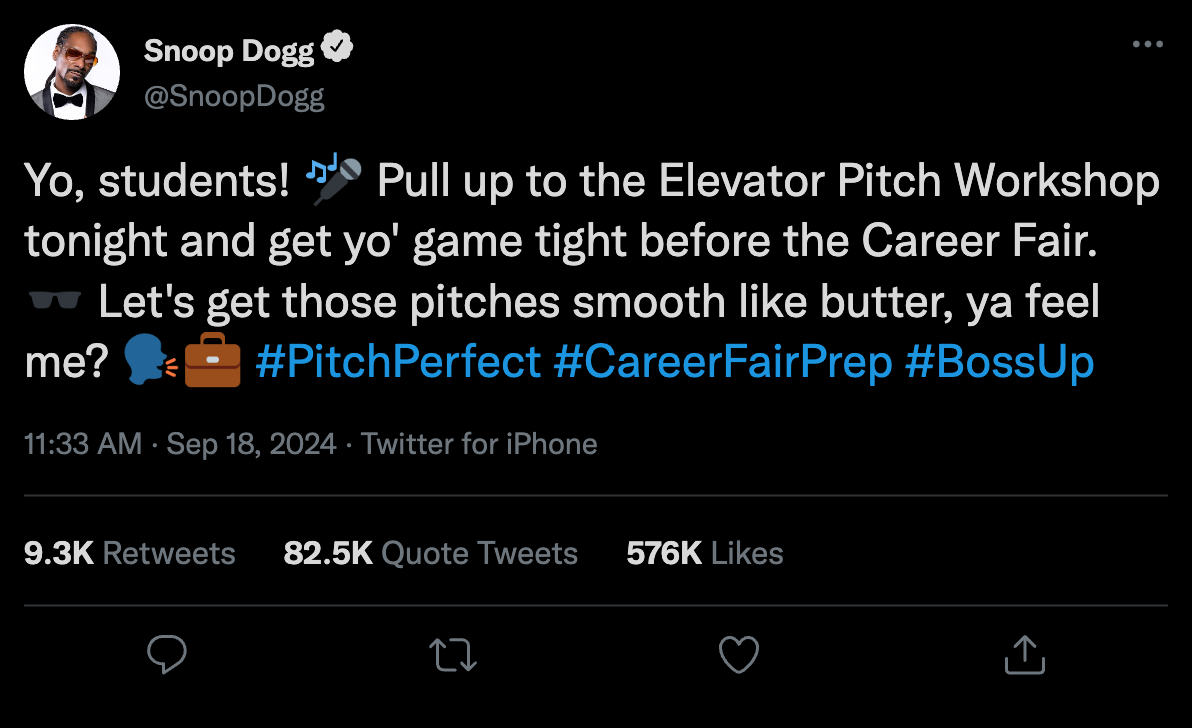 Snoop Dogg
@SnoopDogg
Yo, students! 🎤 Pull up to the Elevator Pitch Workshop
tonight and get yo' game tight before the Career Fair.
🕶️ Let's get those pitches smooth like butter, ya feel
me? 🗣️💼 #PitchPerfect #CareerFairPrep #BossUp
11:33 AM · Sep 18, 2024 · Twitter for iPhone
9.3K Retweets 82.5K Quote Tweets 576K Likes